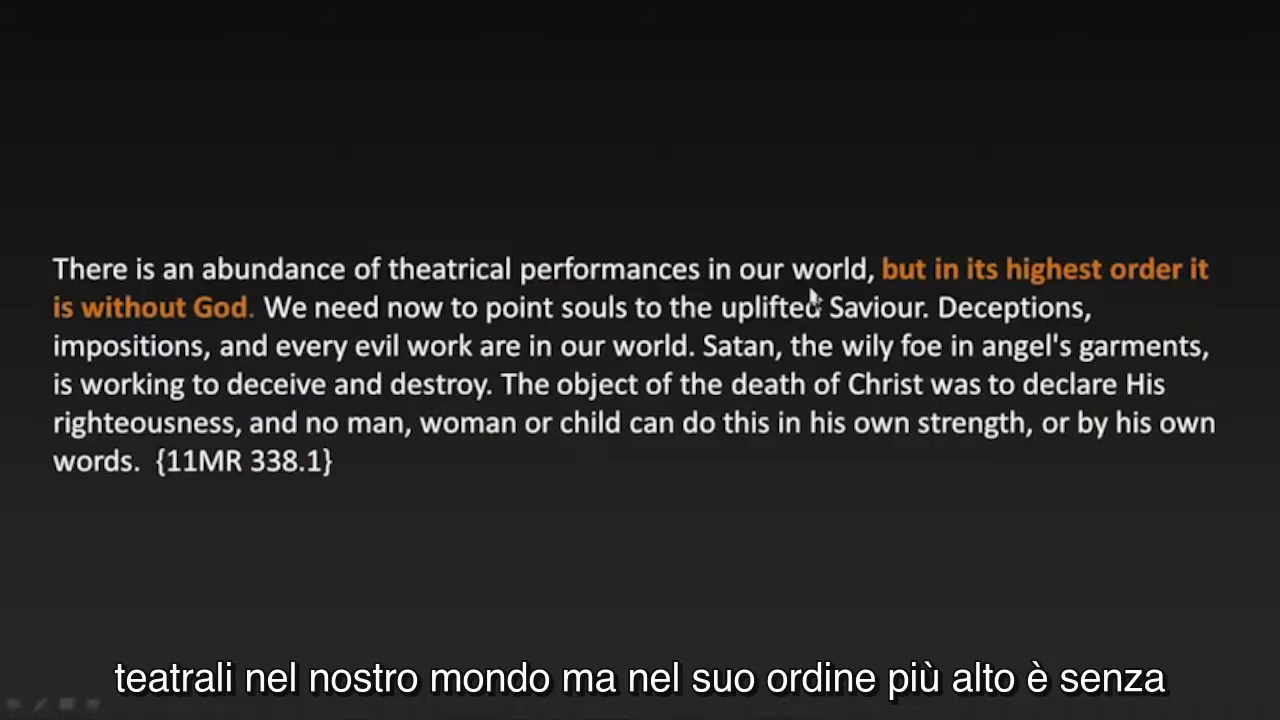 There is an abundance of theatrical performances in our world, but in its highest order it
is without God. We need now to point souls to the uplifted Saviour. Deceptions,
impositions, and every evil work are in our world. Satan, the wily foe in angel's garments,
is working to deceive and destroy. The object of the death of Christ was to declare His
righteousness, and no man, woman or child can do this in his own strength, or by his own
words. {11MR 338.1}
teatrali nel nostro mondo ma nel suo ordine più alto è senza